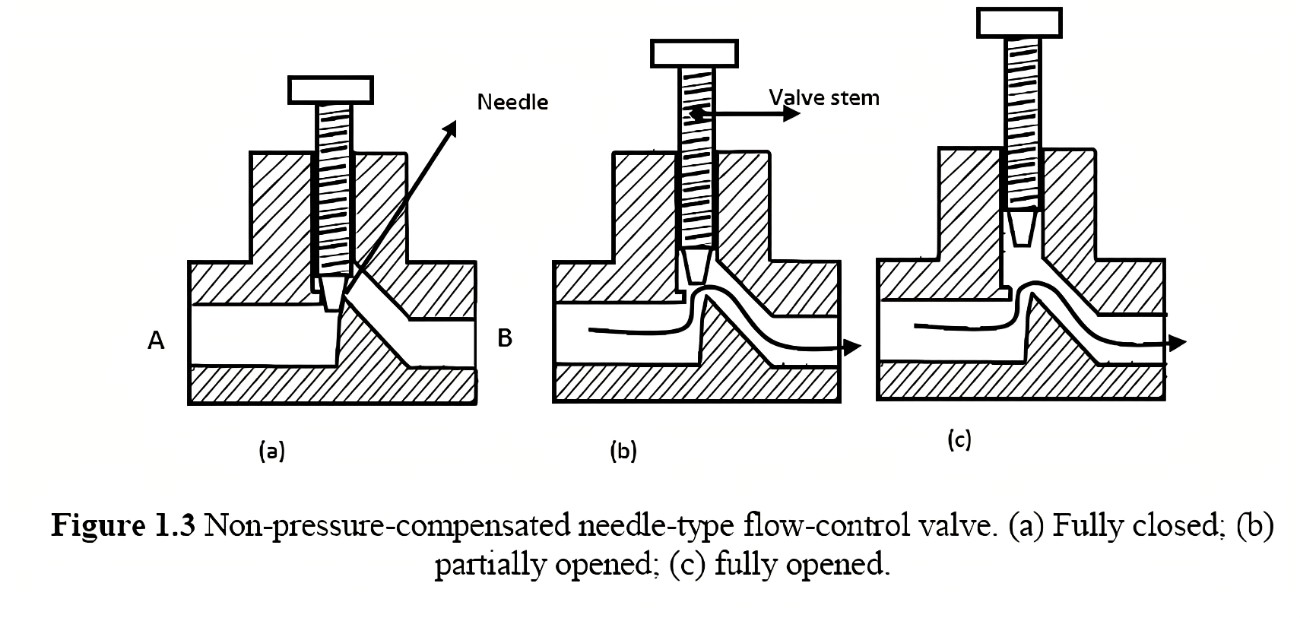 Needle
Valve stem
A
B
(a)
(b)
(c)
Figure 1.3 Non-pressure-compensated needle-type flow-control valve. (a) Fully closed; (b)
partially opened; (c) fully opened.